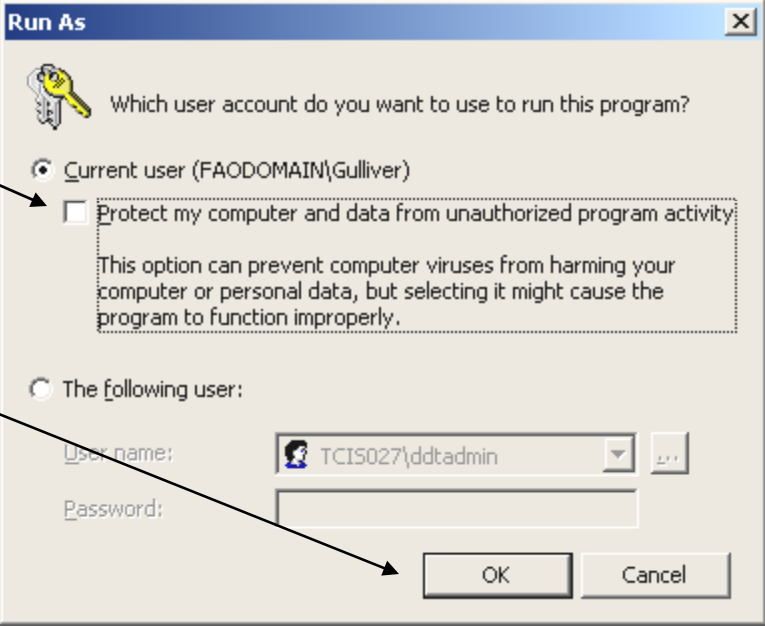 Run As
Which user account do you want to use to run this program?
Current user (FAODOMAIN\Gulliver)
Protect my computer and data from unauthorized program activity
This option can prevent computer viruses from harming your
computer or personal data, but selecting it might cause the
program to function improperly.
The following user:
User name:
TCIS027\ddtadmin
...
Password:
OK
Cancel